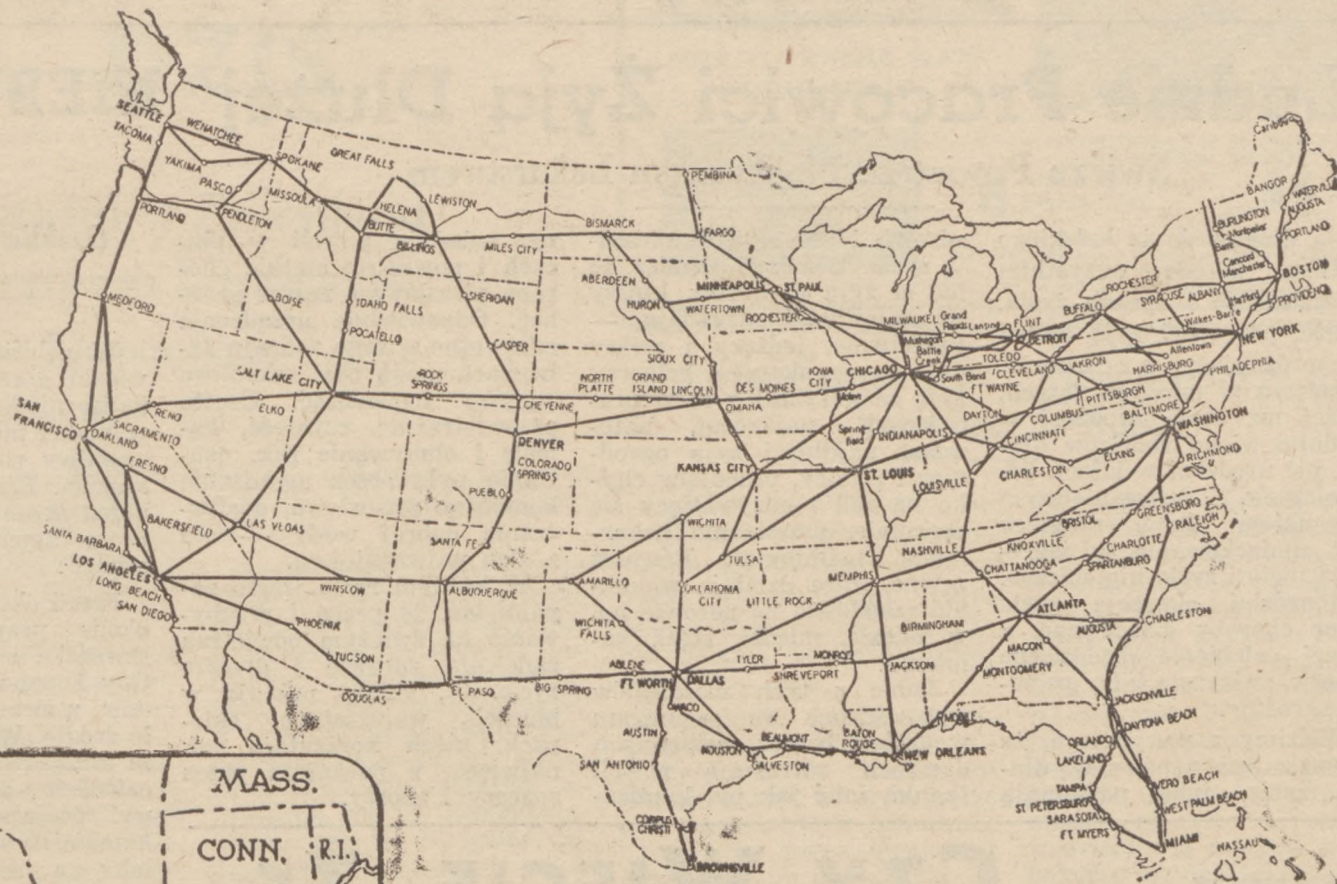 SEATTLE
TACOMA
WENATCHEE
YAKIMA
PASCO
SPOKANE
PORTLAND
PENDLETON
MISSOULA
GREAT FALLS
HELENA
LEWISTON
BUTTE
BILLINGS
MILES CITY
BISMARCK
PEMBINA
FARGO
MEDFORD
BOISE
IDAHO FALLS
POCATELLO
SHERIDAN
CASPER
ABERDEEN
HURON
WATERTOWN
MINNEAPOLIS
ST. PAUL
ROCHESTER
SIOUX CITY
SALT LAKE CITY
ROCK
SPRINGS
CHEYENNE
NORTH
PLATTE
GRAND
ISLAND
LINCOLN
OMAHA
DES MOINES
IOWA
CITY
Moline
CHICAGO
MILWAUKEE
Grand
Rapids
Lansing
FLINT
Muskegon
Battle
Creek
DETROIT
TOLEDO
South Bend
FT WAYNE
CLEVELAND
AKRON
BUFFALO
ROCHESTER
SYRACUSE
ALBANY
Caribou
BANGOR
WATERVILLE
AUGUSTA
BURLINGTON
Montpelier
Barre
PORTLAND
Concord
Manchester
BOSTON
Hartford
PROVIDENCE
Wilkes-Barre
NEW YORK
Allentown
HARRISBURG
PHILADELPHIA
PITTSBURGH
BALTIMORE
WASHINGTON
SAN
FRANCISCO
OAKLAND
SACRAMENTO
RENO
ELKO
FRESNO
BAKERSFIELD
SANTA BARBARA
LAS VEGAS
LOS ANGELES
LONG BEACH
SAN DIEGO
DENVER
COLORADO
SPRINGS
PUEBLO
SANTA FE
WINSLOW
ALBUQUERQUE
AMARILLO
PHOENIX
TUCSON
DOUGLAS
EL PASO
KANSAS CITY
WICHITA
TULSA
OKLAHOMA
CITY
Spring-
field
ST. LOUIS
INDIANAPOLIS
DAYTON
COLUMBUS
CINCINNATI
LOUISVILLE
CHARLESTON
ELKINS
RICHMOND
BRISTOL
GREENSBORO
RALEIGH
NASHVILLE
KNOXVILLE
CHARLOTTE
CHATTANOOGA
SPARTANBURG
MEMPHIS
LITTLE ROCK
WICHITA
FALLS
BIRMINGHAM
ATLANTA
AUGUSTA
CHARLESTON
MACON
MONTGOMERY
BIG SPRING
ABILENE
FT. WORTH
DALLAS
TYLER
SHREVEPORT
MONROE
JACKSON
WACO
AUSTIN
SAN ANTONIO
HOUSTON
BEAUMONT
GALVESTON
BATON
ROUGE
NEW ORLEANS
MOBILE
CORPUS
CHRISTI
BROWNSVILLE
JACKSONVILLE
DAYTONA BEACH
ORLANDO
LAKELAND
TAMPA
ST PETERSBURG
SARASOTA
FT. MYERS
VERO BEACH
WEST PALM BEACH
MIAMI
NASSAU
MASS.
CONN.
R.I.